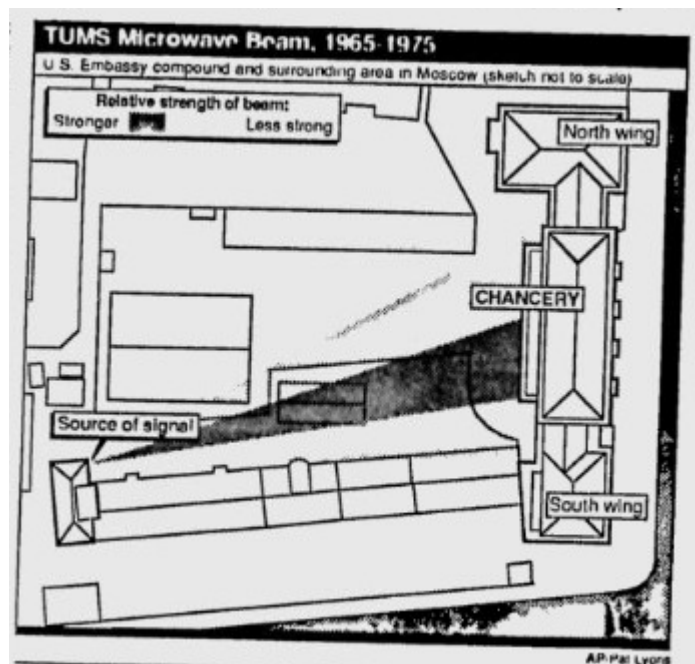 TUMS Microwave Beam, 1965-1975
U.S. Embassy compound and surrounding area in Moscow (sketch not to scale)
Relative strength of beam:
Stronger Less strong
North wing
CHANCERY
Source of signal
South wing
AP/Pat Lyons